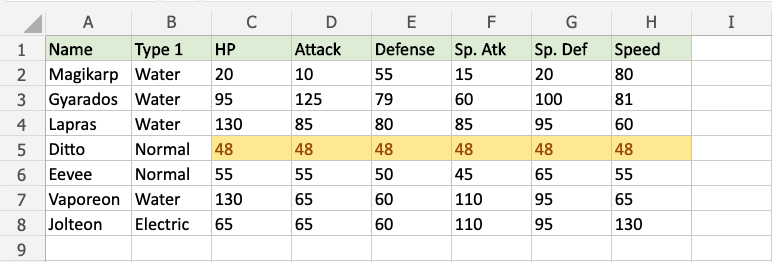 A B C D E F G H I
1 Name Type 1 HP Attack Defense Sp. Atk Sp. Def Speed
2 Magikarp Water 20 10 55 15 20 80
3 Gyarados Water 95 125 79 60 100 81
4 Lapras Water 130 85 80 85 95 60
5 Ditto Normal 48 48 48 48 48 48
6 Eevee Normal 55 55 50 45 65 55
7 Vaporeon Water 130 65 60 110 95 65
8 Jolteon Electric 65 65 60 110 95 130
9